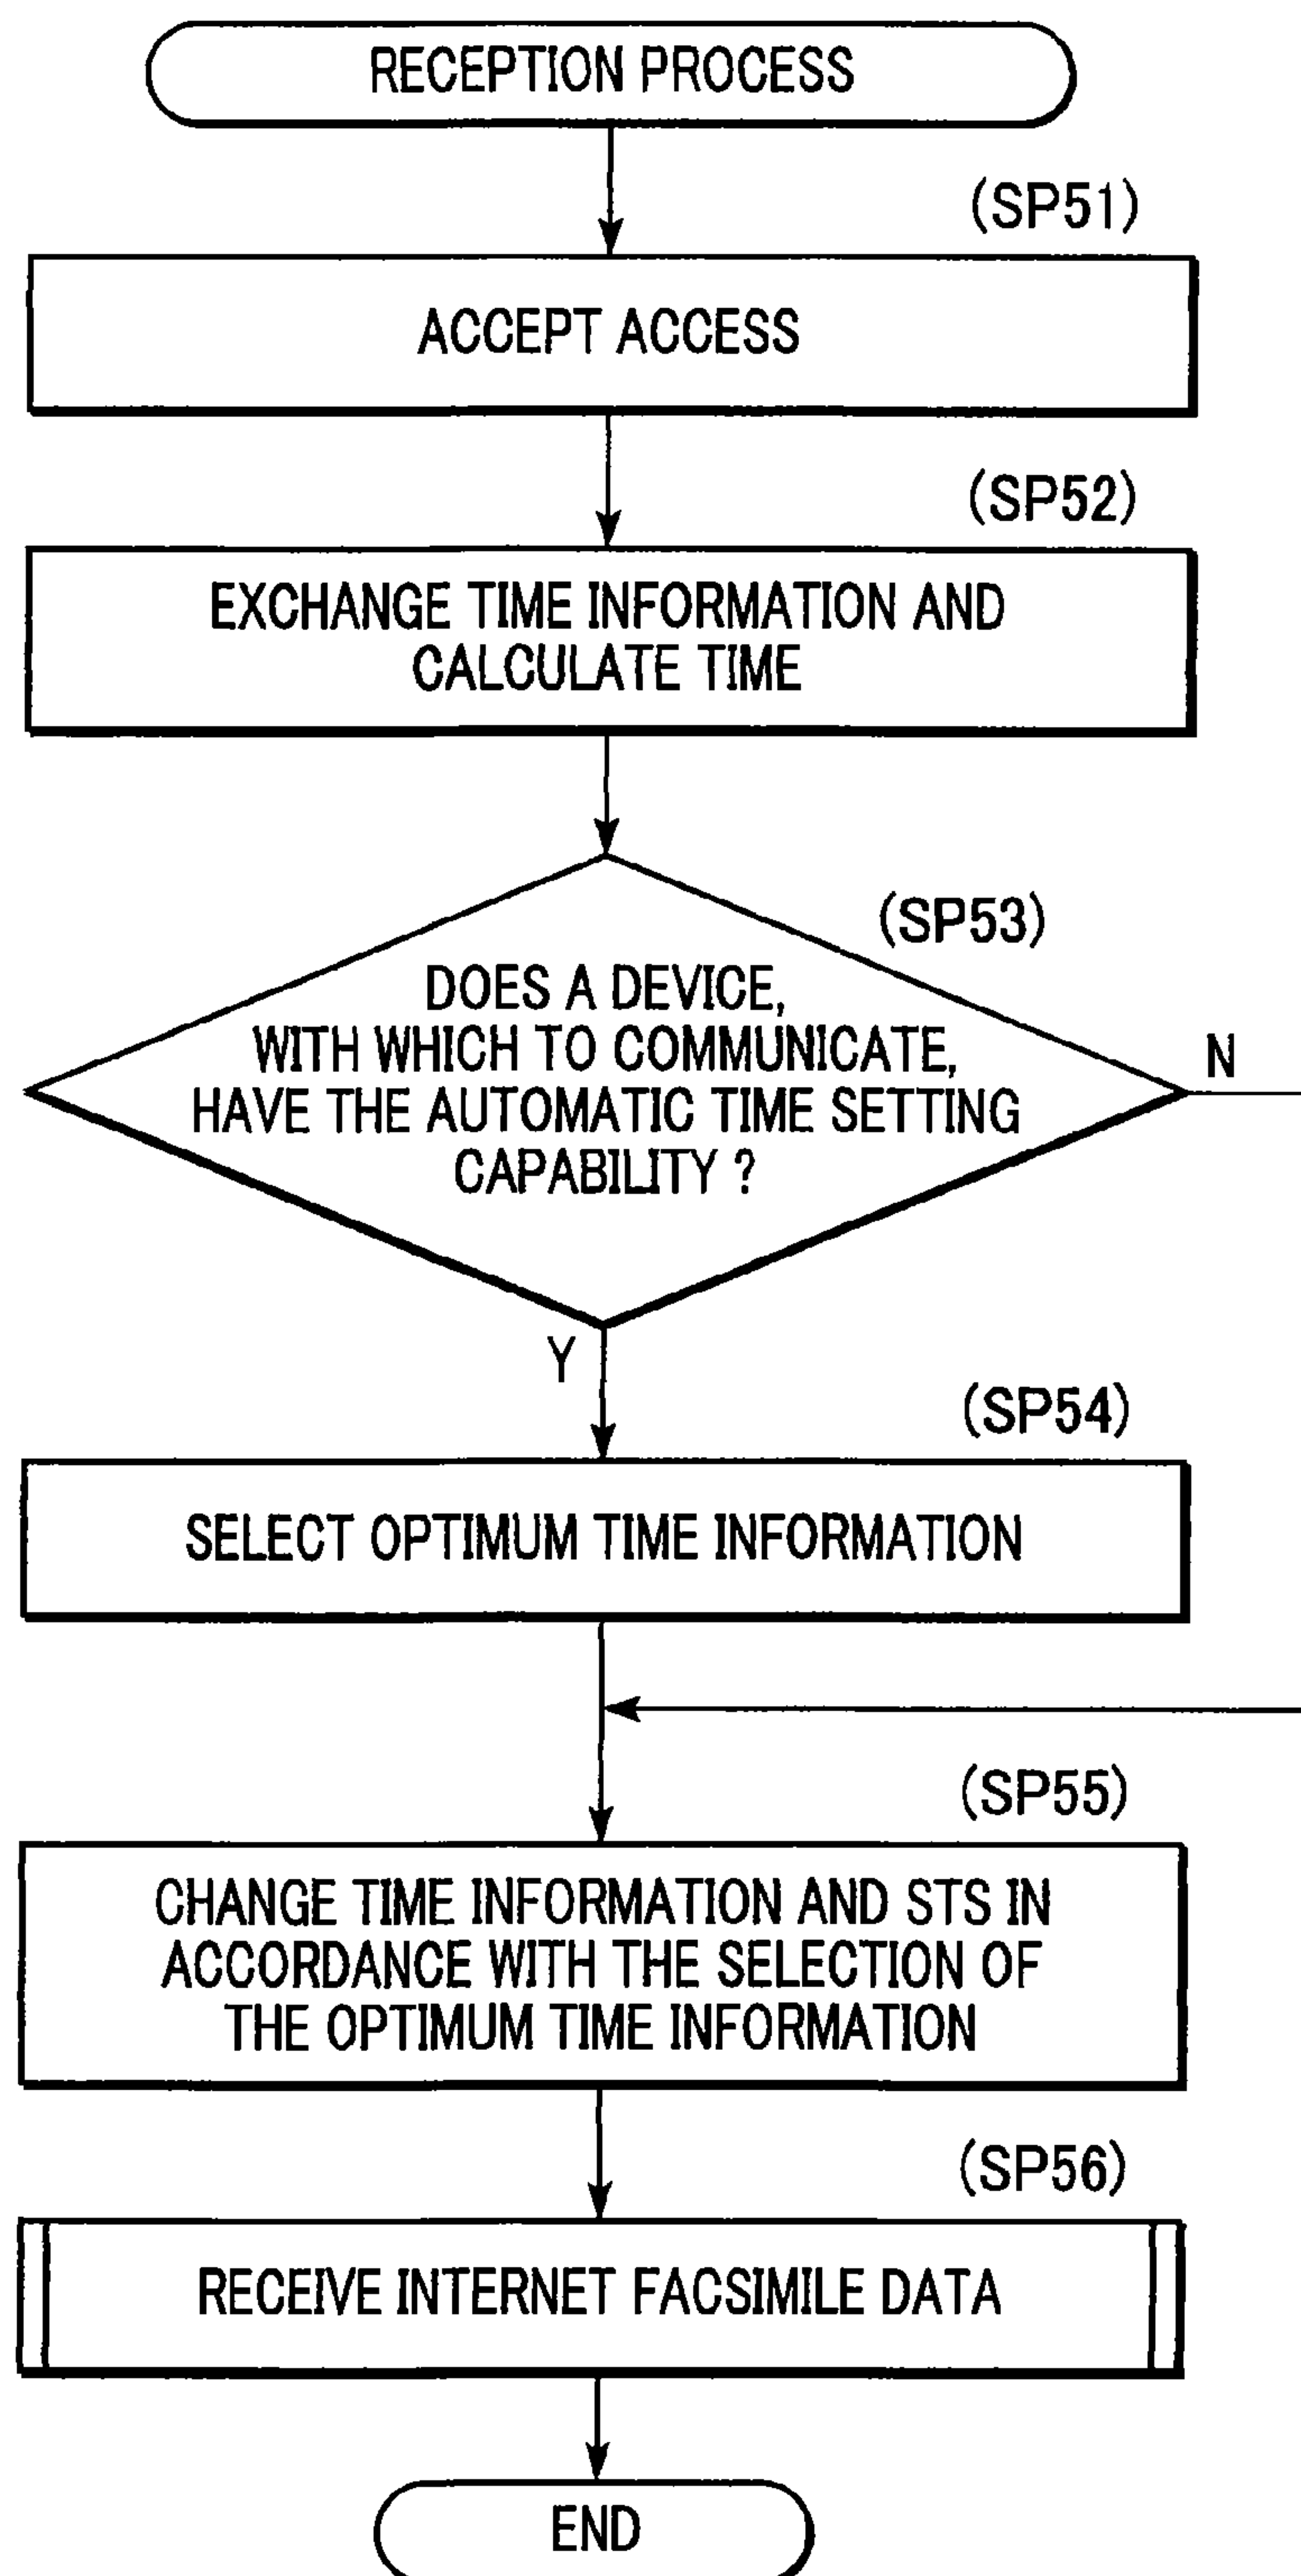 RECEPTION PROCESS
(SP51)
ACCEPT ACCESS
(SP52)
EXCHANGE TIME INFORMATION AND
CALCULATE TIME
(SP53)
DOES A DEVICE,
WITH WHICH TO COMMUNICATE,
HAVE THE AUTOMATIC TIME SETTING
CAPABILITY ?
N
Y
(SP54)
SELECT OPTIMUM TIME INFORMATION
(SP55)
CHANGE TIME INFORMATION AND STS IN
ACCORDANCE WITH THE SELECTION OF
THE OPTIMUM TIME INFORMATION
(SP56)
RECEIVE INTERNET FACSIMILE DATA
END